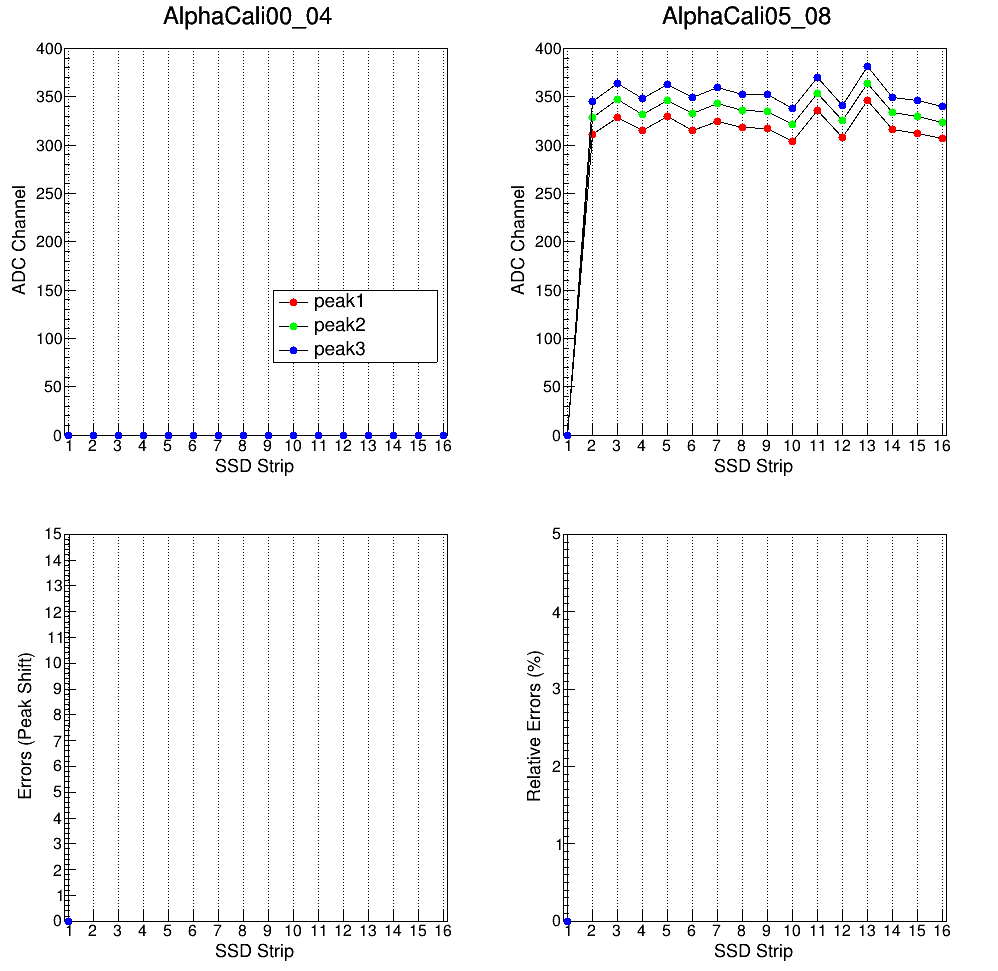 AlphaCali00_04
400
350
300
250
200
150
100
50
0
ADC Channel
peak1
peak2
peak3
1 2 3 4 5 6 7 8 9 10 11 12 13 14 15 16
SSD Strip
AlphaCali05_08
400
350
300
250
200
150
100
50
0
ADC Channel
1 2 3 4 5 6 7 8 9 10 11 12 13 14 15 16
SSD Strip
15
14
13
12
11
10
9
8
7
6
5
4
3
2
1
0
Errors (Peak Shift)
1 2 3 4 5 6 7 8 9 10 11 12 13 14 15 16
SSD Strip
5
4
3
2
1
0
Relative Errors (%)
1 2 3 4 5 6 7 8 9 10 11 12 13 14 15 16
SSD Strip